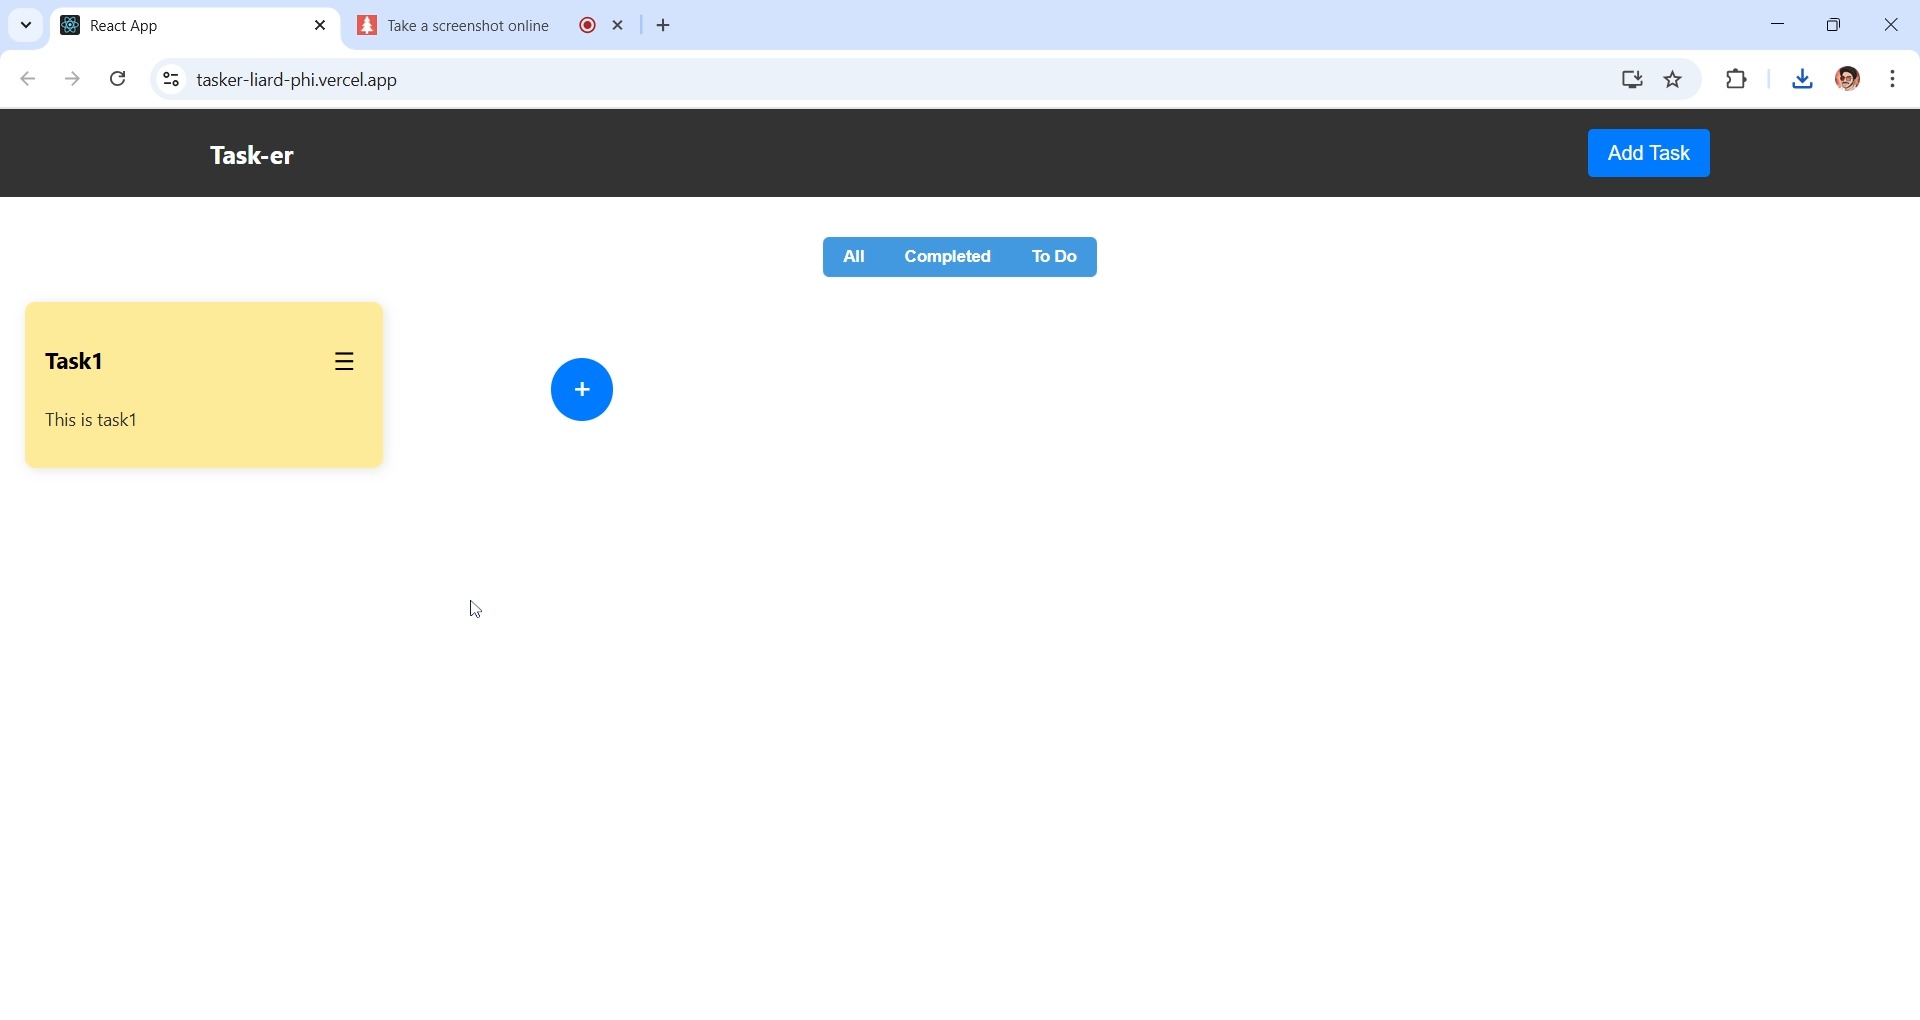 React App
Take a screenshot online
tasker-liard-phi.vercel.app
Task-er
Add Task
All Completed To Do
Task1
This is task1
+